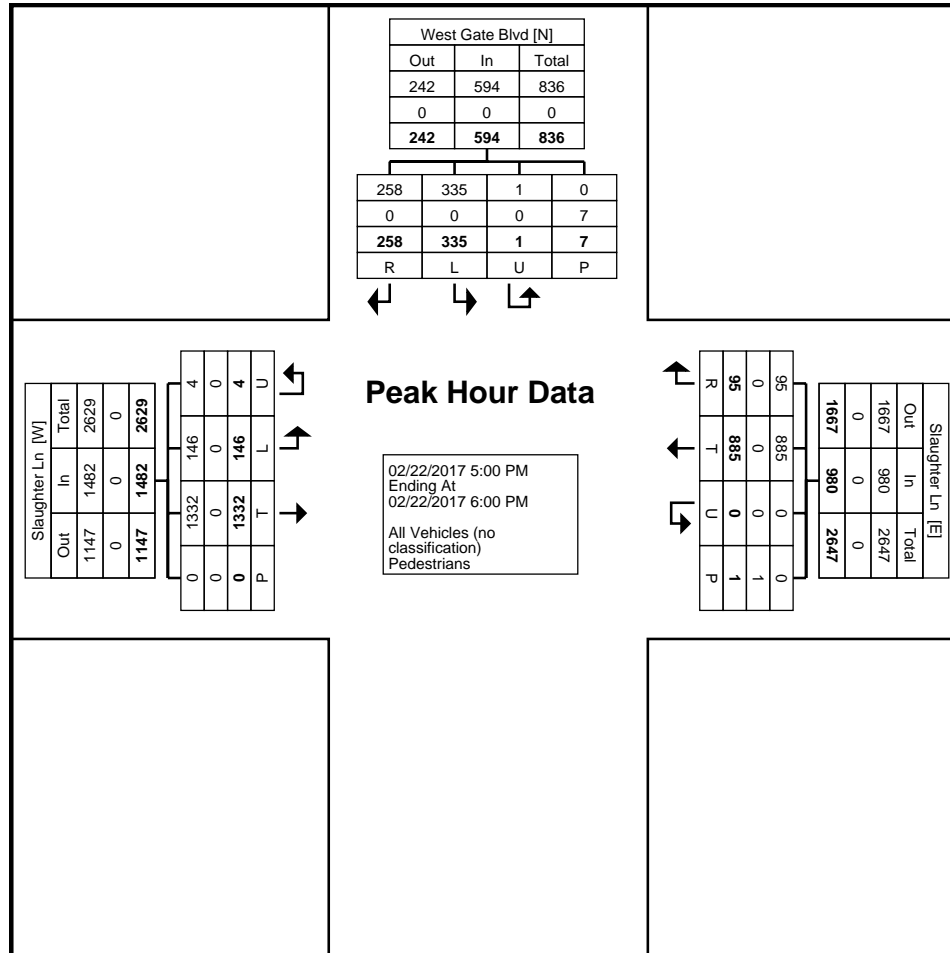 West Gate Blvd [N]
Out In Total
242 594 836
0 0 0
242 594 836
258 335 1 0
0 0 0 7
258 335 1 7
R L U P
Peak Hour Data
02/22/2017 5:00 PM
Ending At
02/22/2017 6:00 PM
All Vehicles (no
classification)
Pedestrians
Slaughter Ln [W]
Out In Total
1147 1482 2629
0 0 0
1147 1482 2629
0 1332 146 4
0 0 0 0
0 1332 146 4
P T L U
Slaughter Ln [E]
Out In Total
1667 980 2647
0 0 0
1667 980 2647
95 885 0 0
0 0 0 1
95 885 0 1
R T U P